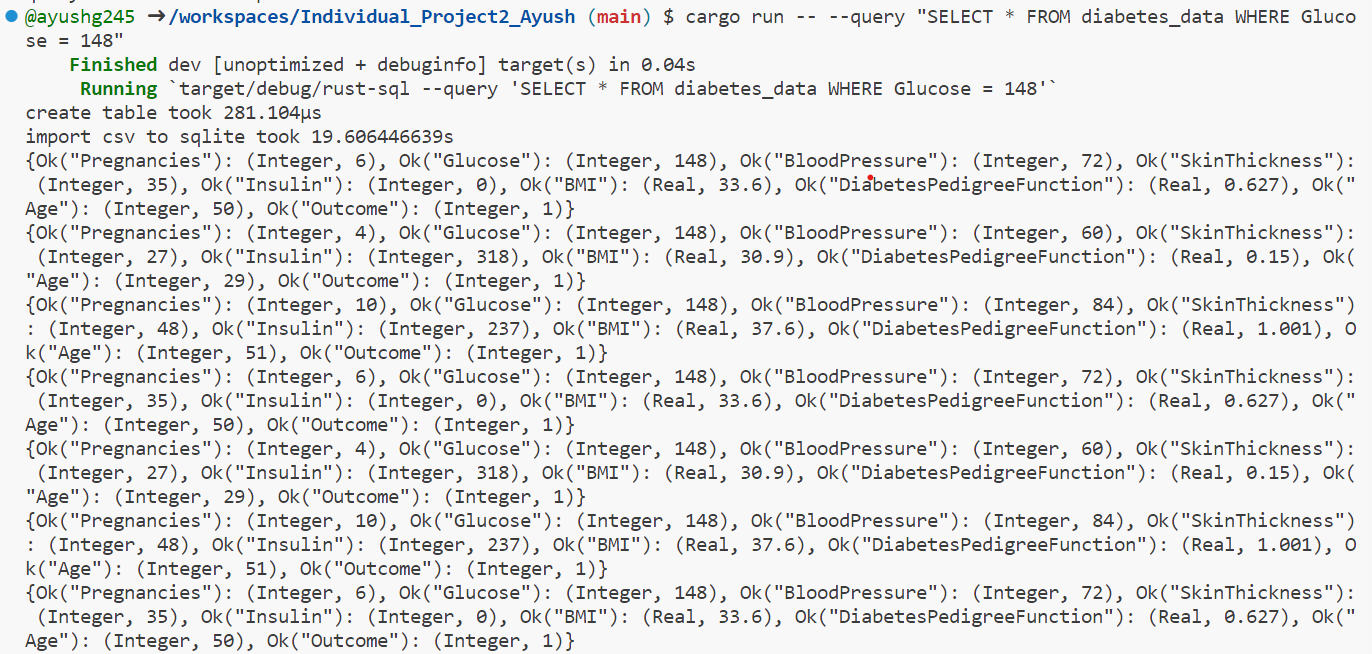 @ayushg245 ➜/workspaces/Individual_Project2_Ayush (main) $ cargo run -- --query "SELECT * FROM diabetes_data WHERE Gluco
se = 148"
    Finished dev [unoptimized + debuginfo] target(s) in 0.04s
     Running `target/debug/rust-sql --query 'SELECT * FROM diabetes_data WHERE Glucose = 148'`
create table took 281.104µs
import csv to sqlite took 19.606446639s
{Ok("Pregnancies"): (Integer, 6), Ok("Glucose"): (Integer, 148), Ok("BloodPressure"): (Integer, 72), Ok("SkinThickness"):
 (Integer, 35), Ok("Insulin"): (Integer, 0), Ok("BMI"): (Real, 33.6), Ok("DiabetesPedigreeFunction"): (Real, 0.627), Ok("
Age"): (Integer, 50), Ok("Outcome"): (Integer, 1)}
{Ok("Pregnancies"): (Integer, 4), Ok("Glucose"): (Integer, 148), Ok("BloodPressure"): (Integer, 60), Ok("SkinThickness"):
 (Integer, 27), Ok("Insulin"): (Integer, 318), Ok("BMI"): (Real, 30.9), Ok("DiabetesPedigreeFunction"): (Real, 0.15), Ok(
"Age"): (Integer, 29), Ok("Outcome"): (Integer, 1)}
{Ok("Pregnancies"): (Integer, 10), Ok("Glucose"): (Integer, 148), Ok("BloodPressure"): (Integer, 84), Ok("SkinThickness")
: (Integer, 48), Ok("Insulin"): (Integer, 237), Ok("BMI"): (Real, 37.6), Ok("DiabetesPedigreeFunction"): (Real, 1.001), O
k("Age"): (Integer, 51), Ok("Outcome"): (Integer, 1)}
{Ok("Pregnancies"): (Integer, 6), Ok("Glucose"): (Integer, 148), Ok("BloodPressure"): (Integer, 72), Ok("SkinThickness"):
 (Integer, 35), Ok("Insulin"): (Integer, 0), Ok("BMI"): (Real, 33.6), Ok("DiabetesPedigreeFunction"): (Real, 0.627), Ok("
Age"): (Integer, 50), Ok("Outcome"): (Integer, 1)}
{Ok("Pregnancies"): (Integer, 4), Ok("Glucose"): (Integer, 148), Ok("BloodPressure"): (Integer, 60), Ok("SkinThickness"):
 (Integer, 27), Ok("Insulin"): (Integer, 318), Ok("BMI"): (Real, 30.9), Ok("DiabetesPedigreeFunction"): (Real, 0.15), Ok(
"Age"): (Integer, 29), Ok("Outcome"): (Integer, 1)}
{Ok("Pregnancies"): (Integer, 10), Ok("Glucose"): (Integer, 148), Ok("BloodPressure"): (Integer, 84), Ok("SkinThickness")
: (Integer, 48), Ok("Insulin"): (Integer, 237), Ok("BMI"): (Real, 37.6), Ok("DiabetesPedigreeFunction"): (Real, 1.001), O
k("Age"): (Integer, 51), Ok("Outcome"): (Integer, 1)}
{Ok("Pregnancies"): (Integer, 6), Ok("Glucose"): (Integer, 148), Ok("BloodPressure"): (Integer, 72), Ok("SkinThickness"):
 (Integer, 35), Ok("Insulin"): (Integer, 0), Ok("BMI"): (Real, 33.6), Ok("DiabetesPedigreeFunction"): (Real, 0.627), Ok("
Age"): (Integer, 50), Ok("Outcome"): (Integer, 1)}